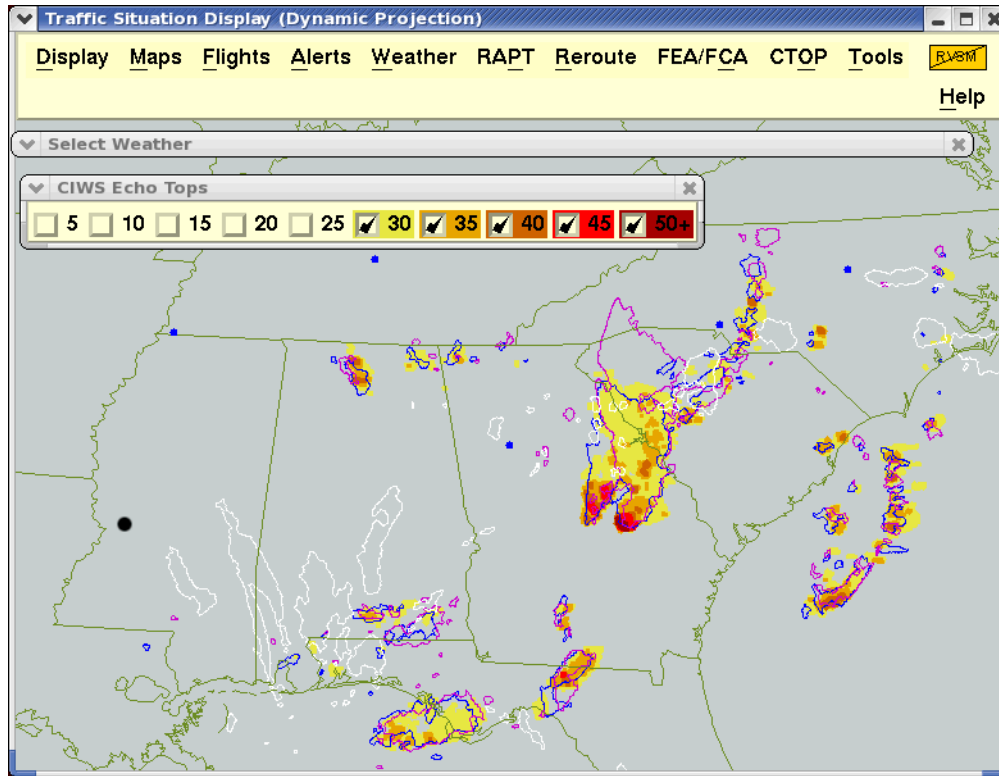 Traffic Situation Display (Dynamic Projection)
Display Maps Flights Alerts Weather RAPT Reroute FEA/FCA CTOP Tools RVSM
Help
Select Weather
CIWS Echo Tops
5 10 15 20 25 30 35 40 45 50+